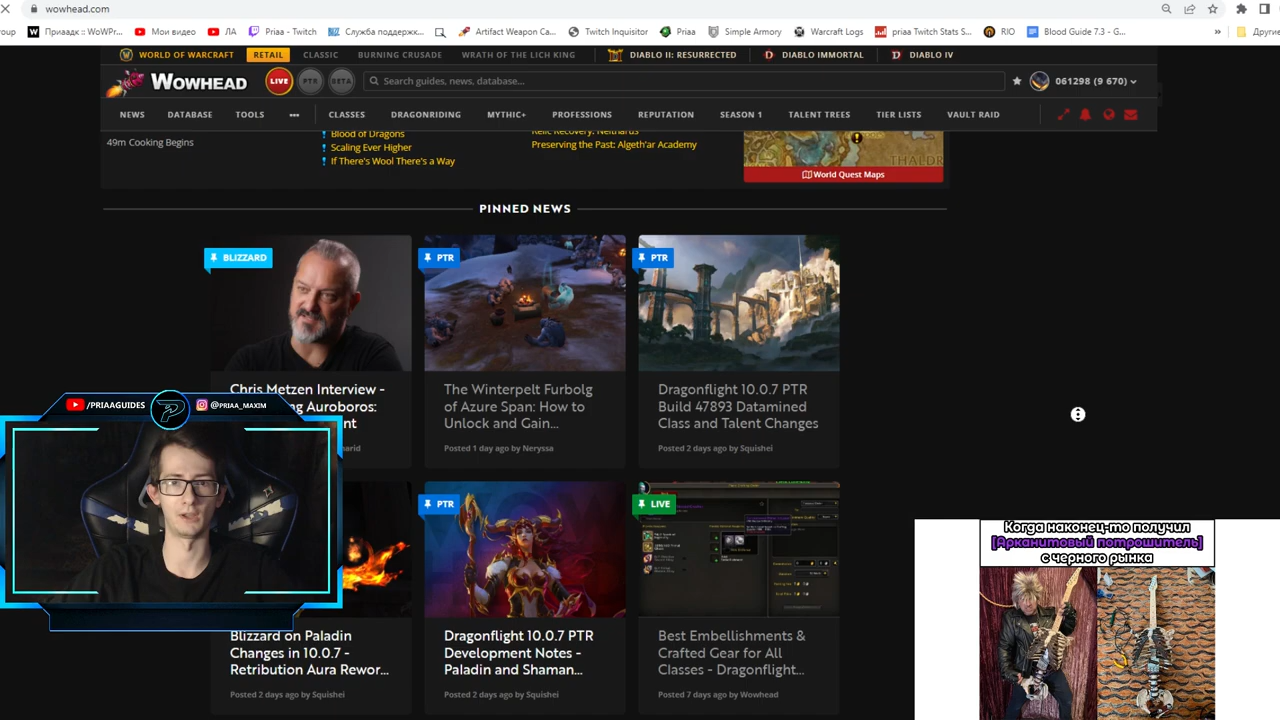 wowhead.com
oup
Приаадк :: WoWPr...
Мои видео
ЛА
Priaa - Twitch
Служба поддержк...
Artifact Weapon Ca...
Twitch Inquisitor
Priaa
Simple Armory
Warcraft Logs
priaa Twitch Stats S...
RIO
Blood Guide 7.3 - G...
»
Другие
WORLD OF WARCRAFT
RETAIL
CLASSIC
BURNING CRUSADE
WRATH OF THE LICH KING
DIABLO II: RESURRECTED
DIABLO IMMORTAL
DIABLO IV
WOWHEAD
LIVE
PTR
BETA
Search guides, news, database...
061298 (9 670)
NEWS
DATABASE
TOOLS
•••
CLASSES
DRAGONRIDING
MYTHIC+
PROFESSIONS
REPUTATION
SEASON 1
TALENT TREES
TIER LISTS
VAULT RAID
49m Cooking Begins
Blood of Dragons
Scaling Ever Higher
If There's Wool There's a Way
Relic Recovery: Neltharus
Preserving the Past: Algeth'ar Academy
THALDR
World Quest Maps
PINNED NEWS
BLIZZARD
PTR
PTR
Chris Metzen Interview -
g Auroboros:
nt
arid
The Winterpelt Furbolg
of Azure Span: How to
Unlock and Gain...
Posted 1 day ago by Neryssa
Dragonflight 10.0.7 PTR
Build 47893 Datamined
Class and Talent Changes
Posted 2 days ago by Squishei
/PRIAAGUIDES
@PRIAA_MAXIM
PTR
LIVE
Blizzard on Paladin
Changes in 10.0.7 -
Retribution Aura Rewor...
Posted 2 days ago by Squishei
Dragonflight 10.0.7 PTR
Development Notes -
Paladin and Shaman...
Posted 2 days ago by Squishei
Best Embellishments &
Crafted Gear for All
Classes - Dragonflight...
Posted 7 days ago by Wowhead
Когда наконе-то получил
[Арканитовый потрошитель]
с черного рынка